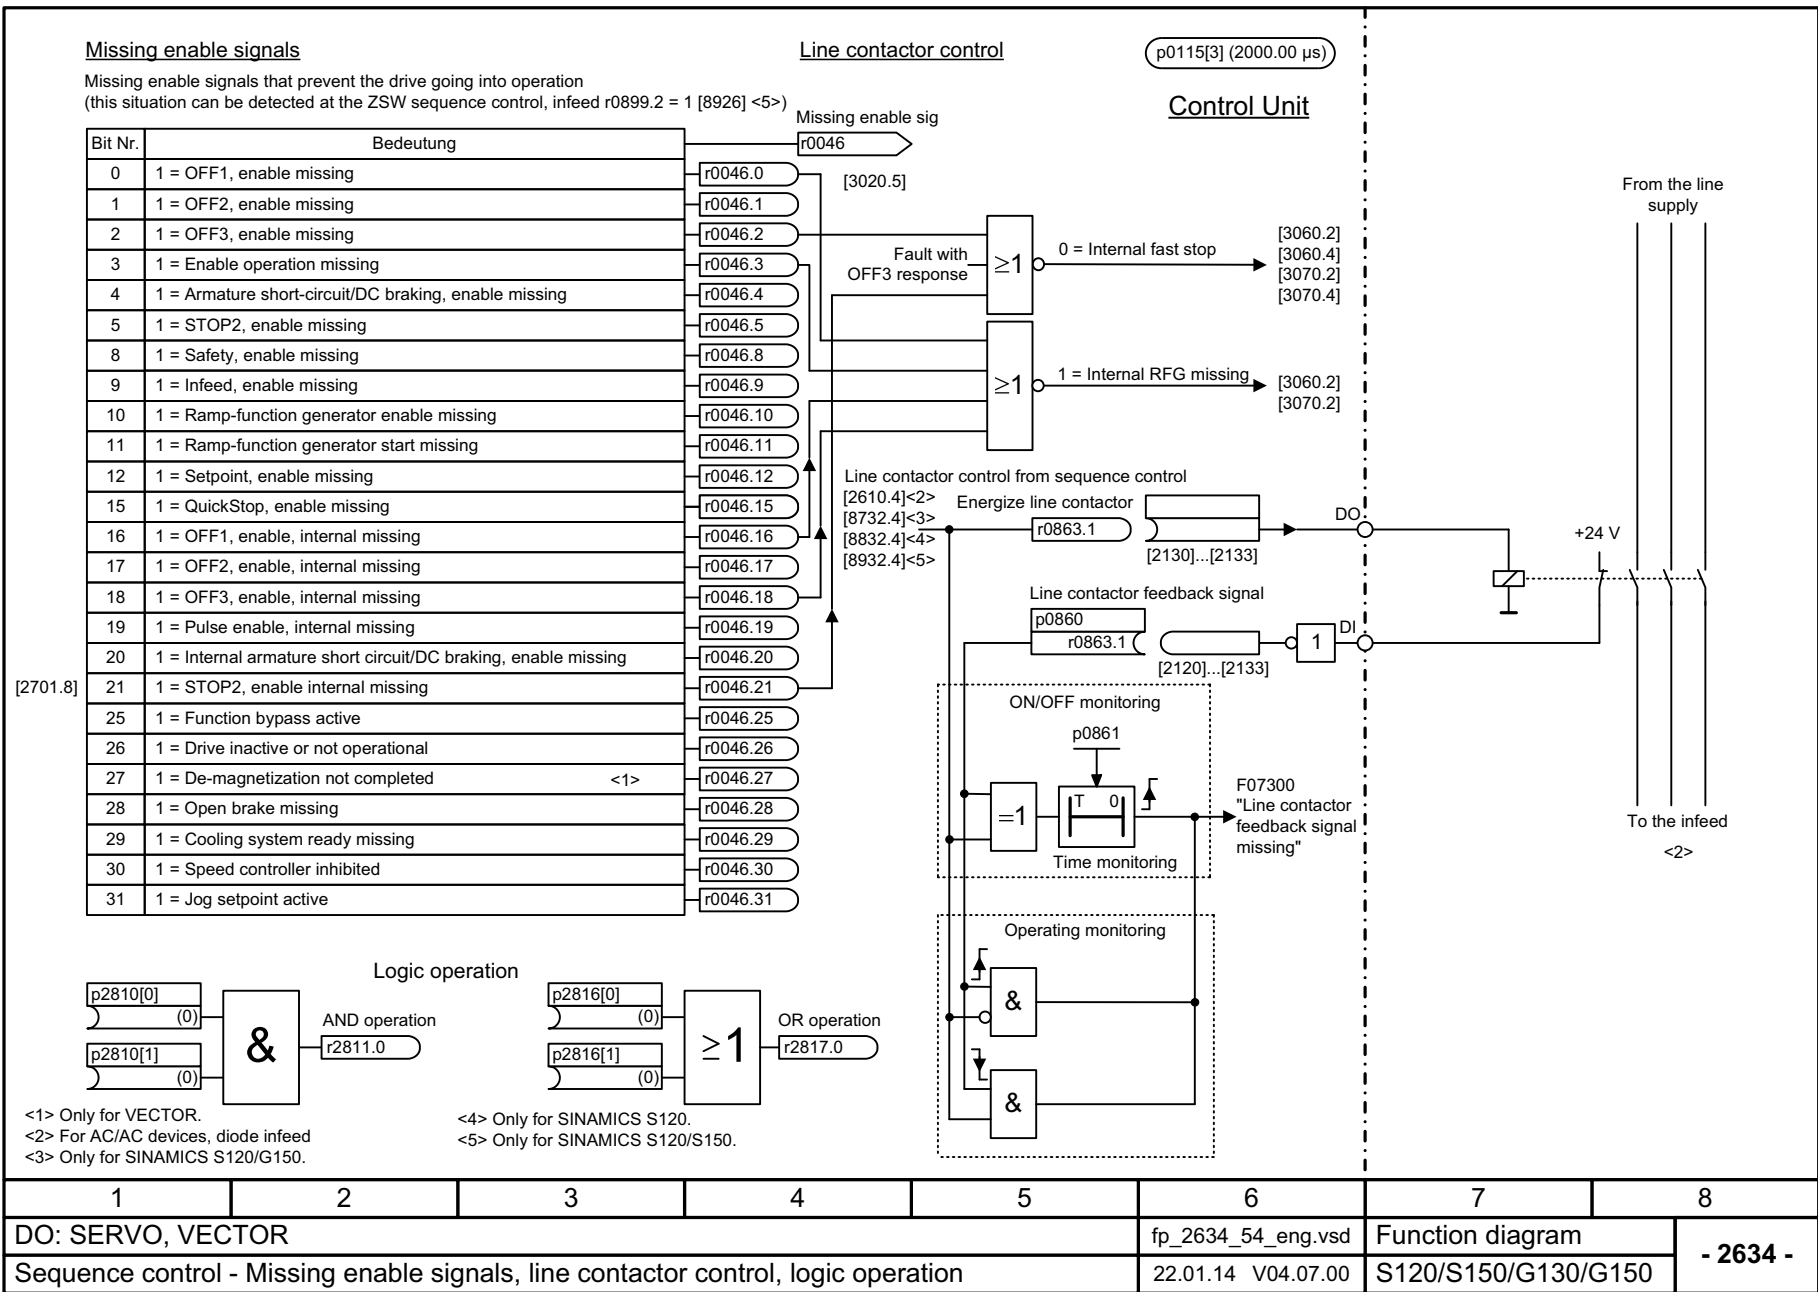 Missing enable signals
Missing enable signals that prevent the drive going into operation
(this situation can be detected at the ZSW sequence control, infeed r0899.2 = 1 [8926] <5>)
Line contactor control
p0115[3] (2000.00 µs)
Control Unit
Missing enable sig
r0046
[3020.5]
Bit Nr. Bedeutung
0 1 = OFF1, enable missing r0046.0
1 1 = OFF2, enable missing r0046.1
2 1 = OFF3, enable missing r0046.2
3 1 = Enable operation missing r0046.3
4 1 = Armature short-circuit/DC braking, enable missing r0046.4
5 1 = STOP2, enable missing r0046.5
8 1 = Safety, enable missing r0046.8
9 1 = Infeed, enable missing r0046.9
10 1 = Ramp-function generator enable missing r0046.10
11 1 = Ramp-function generator start missing r0046.11
12 1 = Setpoint, enable missing r0046.12
15 1 = QuickStop, enable missing r0046.15
16 1 = OFF1, enable, internal missing r0046.16
17 1 = OFF2, enable, internal missing r0046.17
18 1 = OFF3, enable, internal missing r0046.18
19 1 = Pulse enable, internal missing r0046.19
20 1 = Internal armature short circuit/DC braking, enable missing r0046.20
[2701.8] 21 1 = STOP2, enable internal missing r0046.21
25 1 = Function bypass active r0046.25
26 1 = Drive inactive or not operational r0046.26
27 1 = De-magnetization not completed <1> r0046.27
28 1 = Open brake missing r0046.28
29 1 = Cooling system ready missing r0046.29
30 1 = Speed controller inhibited r0046.30
31 1 = Jog setpoint active r0046.31
Fault with
OFF3 response
≥1
0 = Internal fast stop
[3060.2]
[3060.4]
[3070.2]
[3070.4]
≥1
1 = Internal RFG missing
[3060.2]
[3070.2]
Line contactor control from sequence control
[2610.4]<2>
[8732.4]<3>
[8832.4]<4>
[8932.4]<5>
Energize line contactor
r0863.1
[2130]...[2133]
DO
Line contactor feedback signal
p0860
r0863.1
[2120]...[2133]
1
DI
From the line
supply
+24 V
To the infeed
<2>
ON/OFF monitoring
p0861
=1
T 0
Time monitoring
F07300
"Line contactor
feedback signal
missing"
Operating monitoring
&
&
Logic operation
p2810[0]
(0)
p2810[1]
(0)
&
AND operation
r2811.0
p2816[0]
(0)
p2816[1]
(0)
≥1
OR operation
r2817.0
<1> Only for VECTOR.
<2> For AC/AC devices, diode infeed
<3> Only for SINAMICS S120/G150.
<4> Only for SINAMICS S120.
<5> Only for SINAMICS S120/S150.
1 2 3 4 5 6 7 8
DO: SERVO, VECTOR
fp_2634_54_eng.vsd
Function diagram
- 2634 -
Sequence control - Missing enable signals, line contactor control, logic operation
22.01.14 V04.07.00
S120/S150/G130/G150